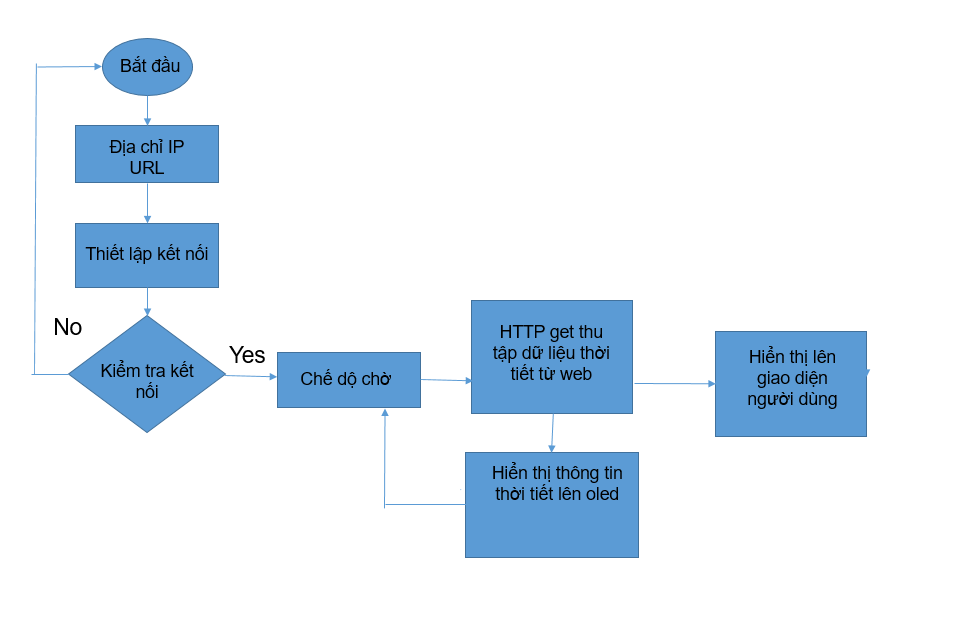 Bắt đầu
Địa chỉ IP
URL
Thiết lập kết nối
No
Kiểm tra kết
nối
Yes
Chế dộ chờ
HTTP get thu
tập dữ liệu thời
tiết từ web
Hiển thị lên
giao diện
người dùng
Hiển thị thông tin
thời tiết lên oled